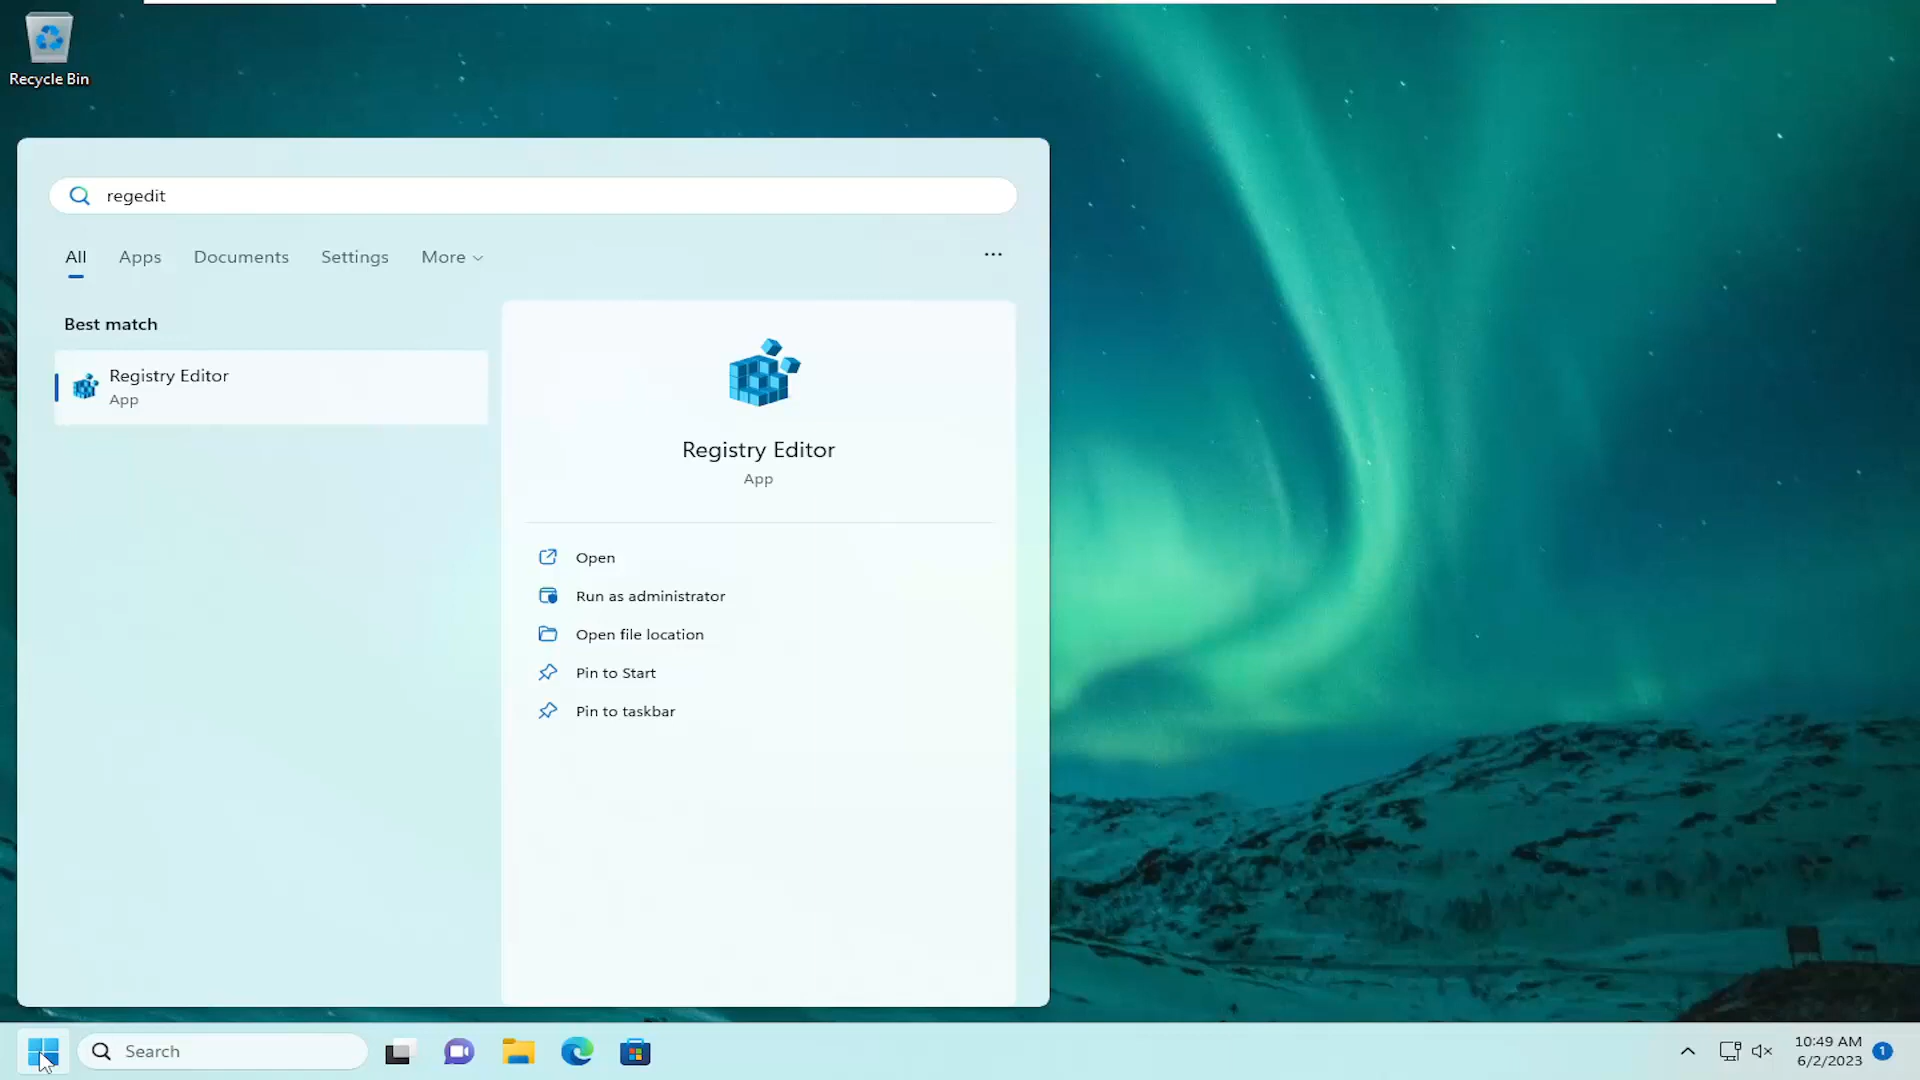 Recycle Bin
regedit
All Apps Documents Settings More
Best match
Registry Editor
App
Registry Editor
App
Open
Run as administrator
Open file location
Pin to Start
Pin to taskbar
Search
10:49 AM
6/2/2023
1